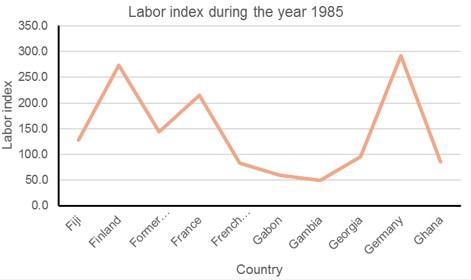 Labor index during the year 1985
350.0
300.0
250.0
200.0
150.0
100.0
50.0
0.0
Labor index
Fiji
Finland
Former...
France
French...
Gabon
Gambia
Georgia
Germany
Ghana
Country